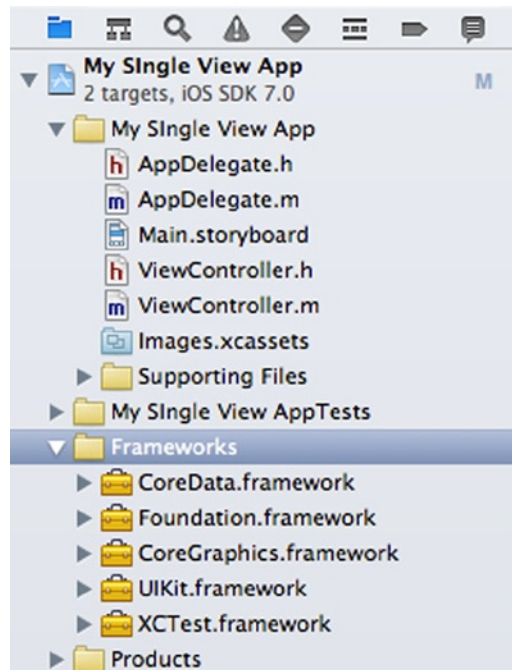 My SIngle View App
2 targets, iOS SDK 7.0
M
My SIngle View App
h AppDelegate.h
m AppDelegate.m
Main.storyboard
h ViewController.h
m ViewController.m
Images.xcassets
Supporting Files
My SIngle View AppTests
Frameworks
CoreData.framework
Foundation.framework
CoreGraphics.framework
UIKit.framework
XCTest.framework
Products